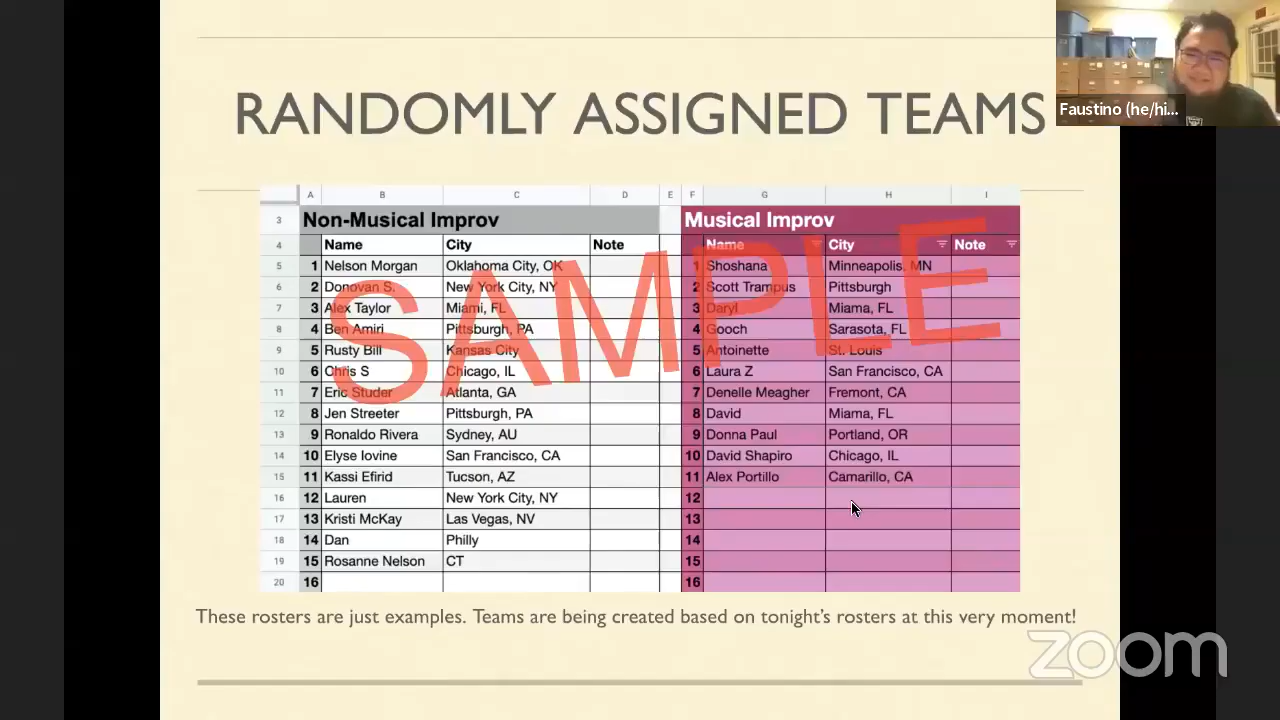 RANDOMLY ASSIGNED TEAMS
Faustino (he/hi...
A B C D E F G H I
3 Non-Musical Improv Musical Improv
4 Name City Note Name City Note
5 1 Nelson Morgan Oklahoma City, OK 1 Shoshana Minneapolis, MN
6 2 Donovan S. New York City, NY 2 Scott Trampus Pittsburgh
7 3 Alex Taylor Miami, FL 3 Daryl Miama, FL
8 4 Ben Amiri Pittsburgh, PA 4 Gooch Sarasota, FL
9 5 Rusty Bill Kansas City 5 Antoinette St. Louis
10 6 Chris S Chicago, IL 6 Laura Z San Francisco, CA
11 7 Eric Studer Atlanta, GA 7 Denelle Meagher Fremont, CA
12 8 Jen Streeter Pittsburgh, PA 8 David Miama, FL
13 9 Ronaldo Rivera Sydney, AU 9 Donna Paul Portland, OR
14 10 Elyse Iovine San Francisco, CA 10 David Shapiro Chicago, IL
15 11 Kassi Efirid Tucson, AZ 11 Alex Portillo Camarillo, CA
16 12 Lauren New York City, NY 12
17 13 Kristi McKay Las Vegas, NV 13
18 14 Dan Philly 14
19 15 Rosanne Nelson CT 15
20 16 16
SAMPLE
These rosters are just examples. Teams are being created based on tonight's rosters at this very moment!
zoom